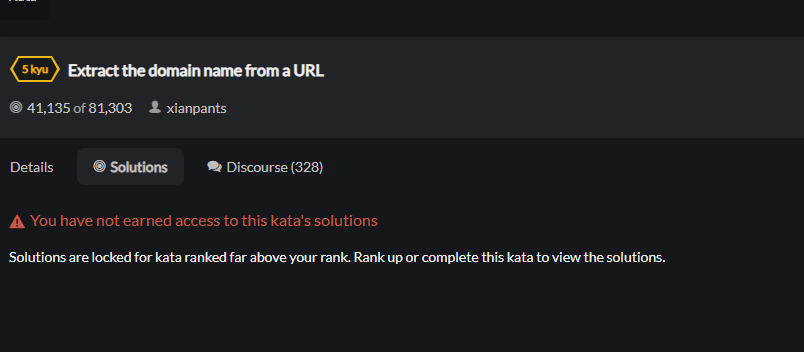 5 kyu Extract the domain name from a URL
41,135 of 81,303 xianpants
Details Solutions Discourse (328)
You have not earned access to this kata's solutions
Solutions are locked for kata ranked far above your rank. Rank up or complete this kata to view the solutions.